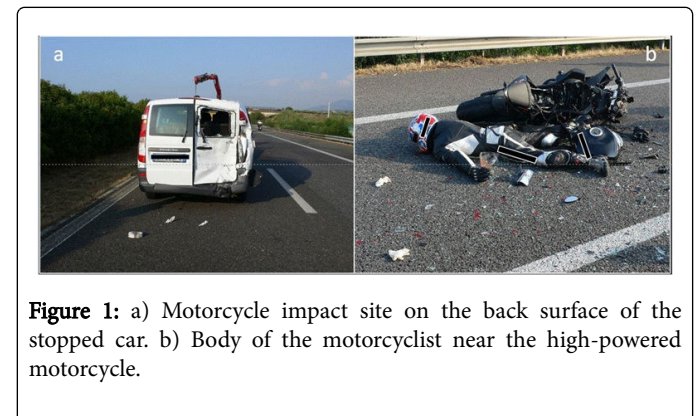 a
b
Figure 1: a) Motorcycle impact site on the back surface of the
stopped car. b) Body of the motorcyclist near the high-powered
motorcycle.